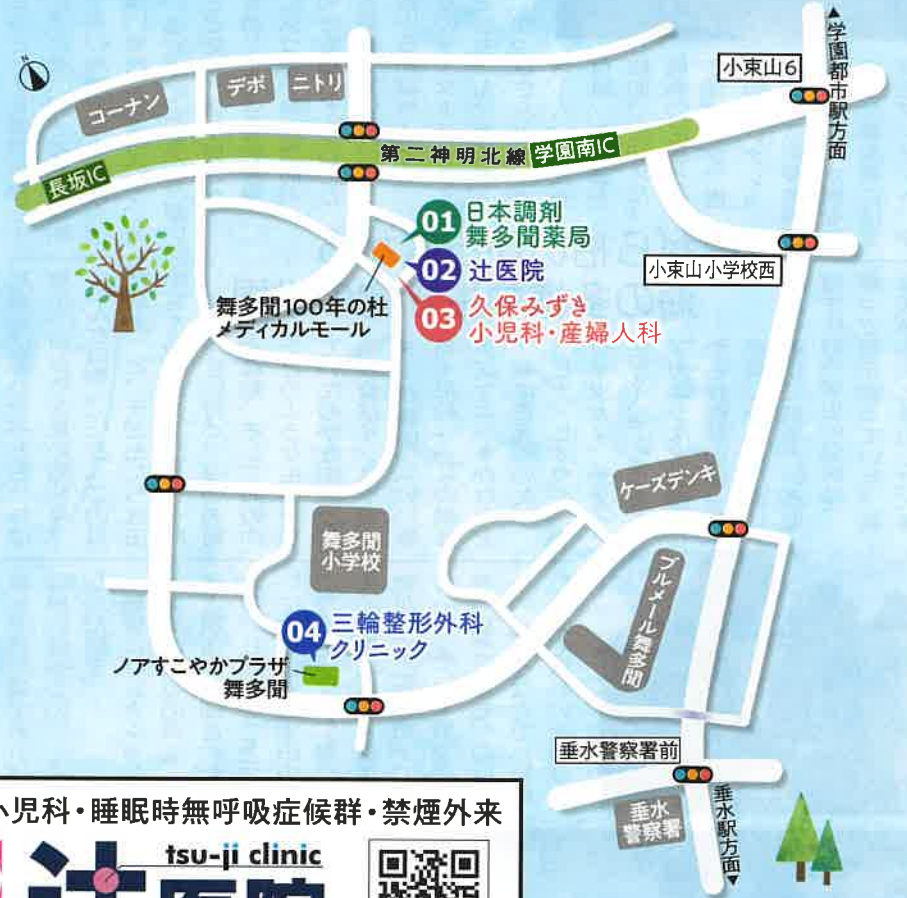 N
▲学園都市駅方面
小束山6
コーナン
デポ
ニトリ
第二神明北線
学園南IC
長坂IC
01
日本調剤
舞多聞薬局
02
辻医院
03
久保みずき
小児科・産婦人科
小束山小学校西
舞多聞100年の杜
メディカルモール
ケーズデンキ
舞多聞
小学校
ブルメール舞多聞
04
三輪整形外科
クリニック
ノアすこやかプラザ
舞多聞
垂水警察署前
垂水
警察署
垂水駅方面▼
小児科・睡眠時無呼吸症候群・禁煙外来
tsu-ji clinic
辻医院